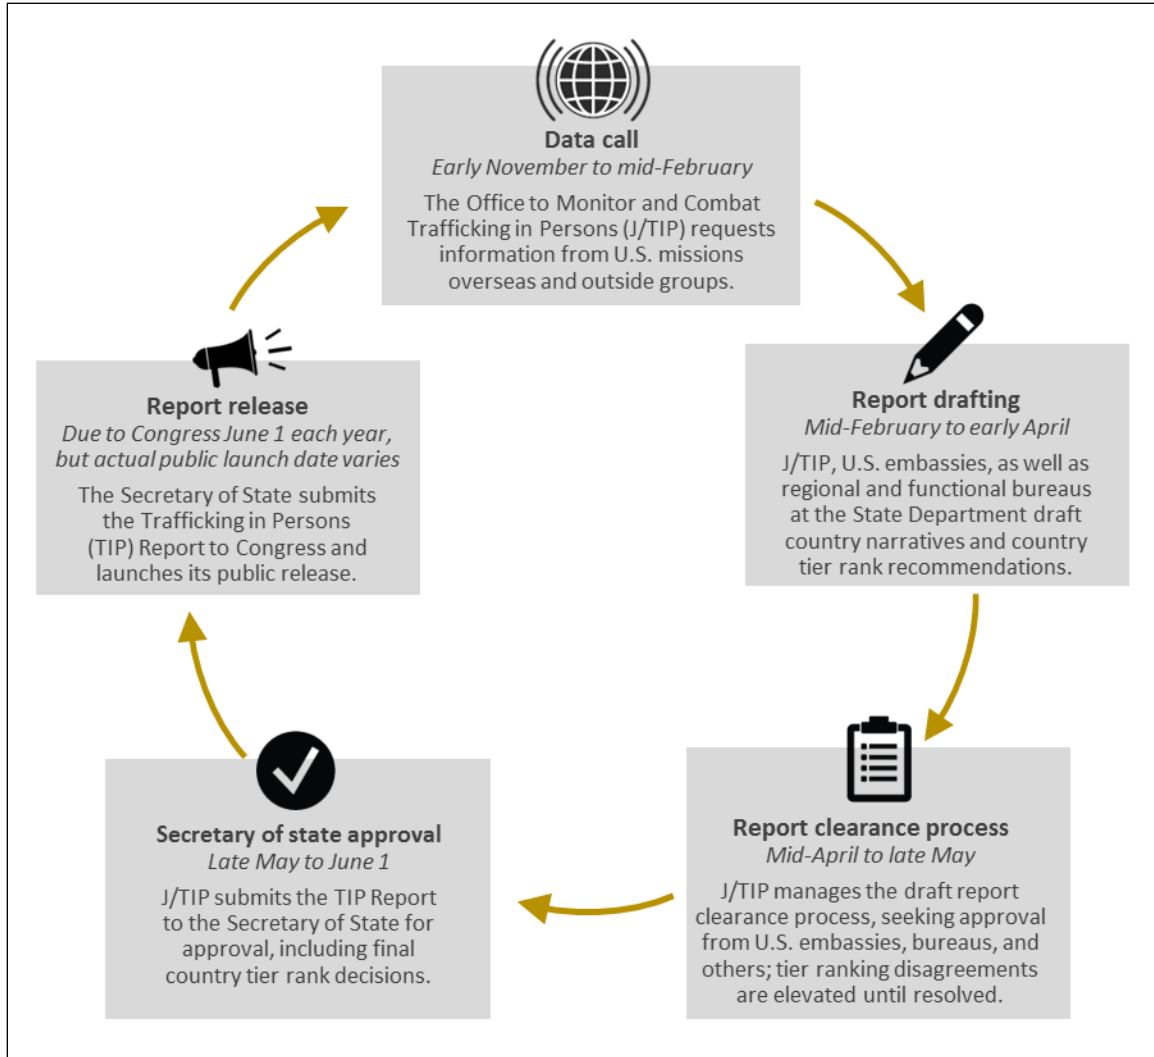 Data call
Early November to mid-February
The Office to Monitor and Combat
Trafficking in Persons (J/TIP) requests
information from U.S. missions
overseas and outside groups.
Report drafting
Mid-February to early April
J/TIP, U.S. embassies, as well as
regional and functional bureaus
at the State Department draft
country narratives and country
tier rank recommendations.
Report clearance process
Mid-April to late May
J/TIP manages the draft report
clearance process, seeking approval
from U.S. embassies, bureaus, and
others; tier ranking disagreements
are elevated until resolved.
Secretary of state approval
Late May to June 1
J/TIP submits the TIP Report
to the Secretary of State for
approval, including final
country tier rank decisions.
Report release
Due to Congress June 1 each year,
but actual public launch date varies
The Secretary of State submits
the Trafficking in Persons
(TIP) Report to Congress and
launches its public release.